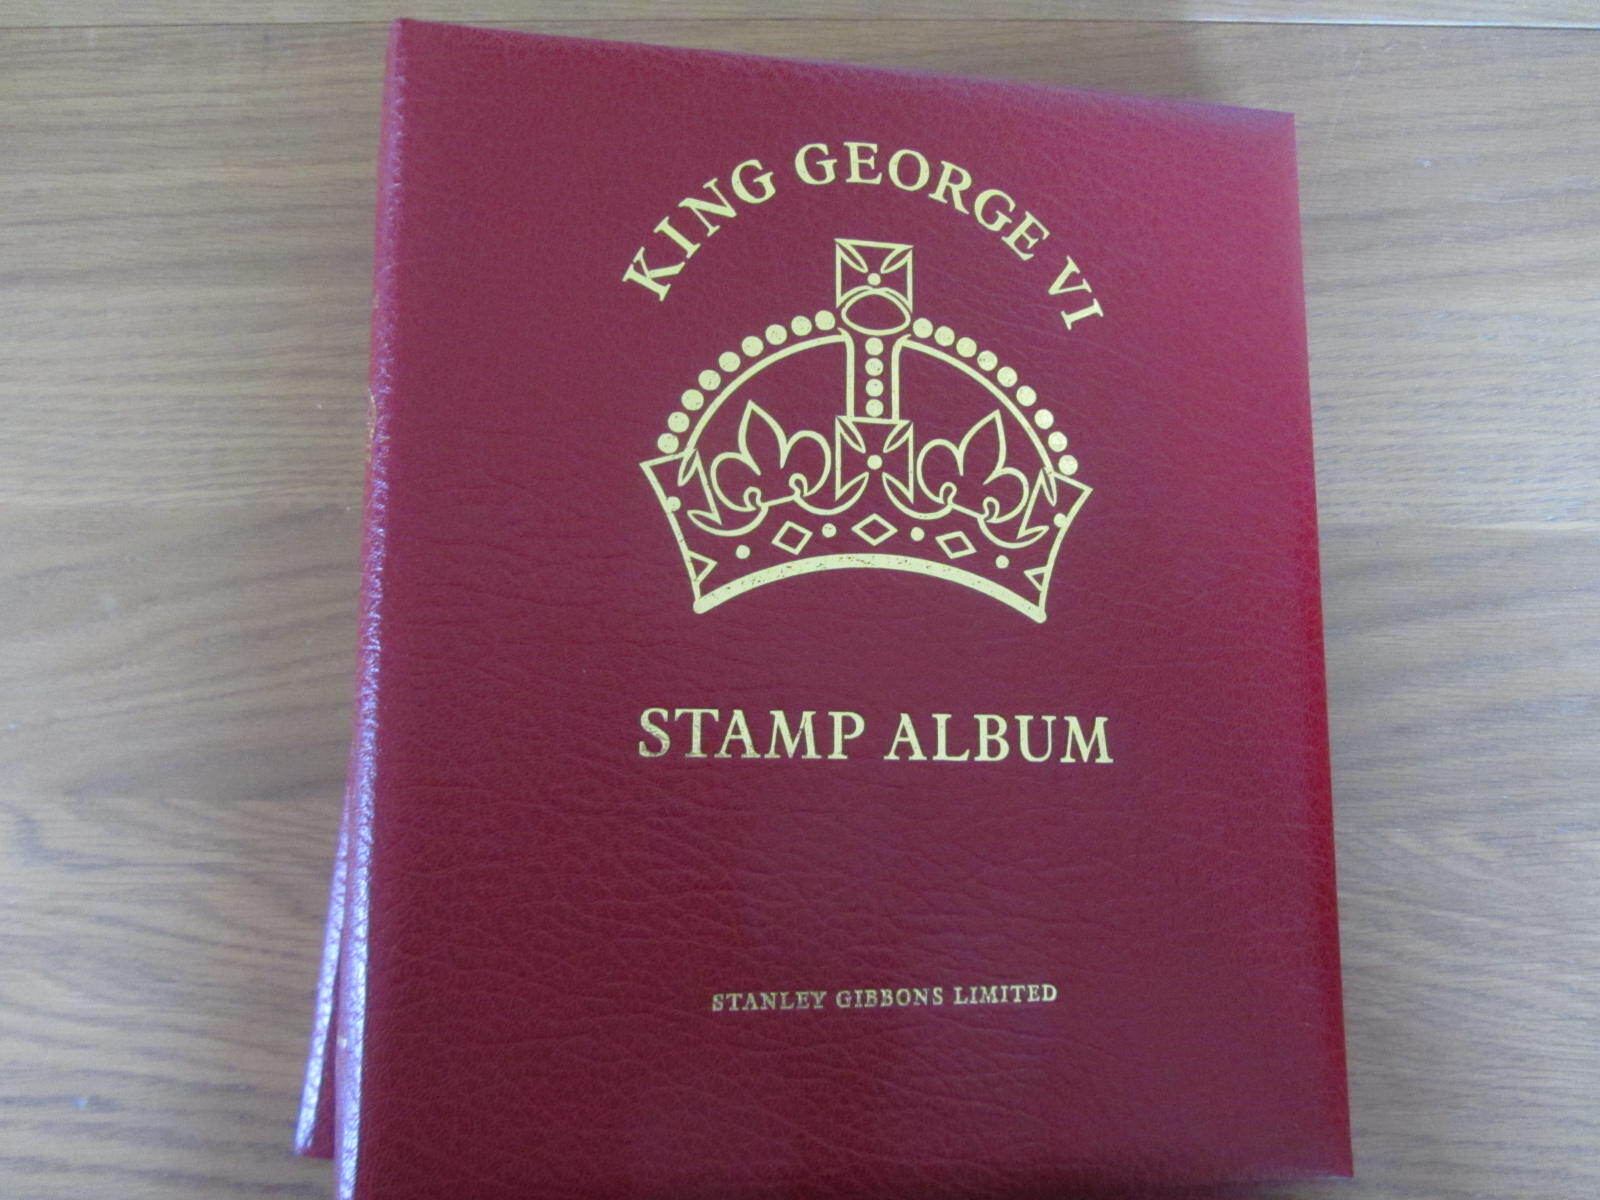 KING GEORGE VI
STAMP ALBUM
STANLEY GIBBONS LIMITED